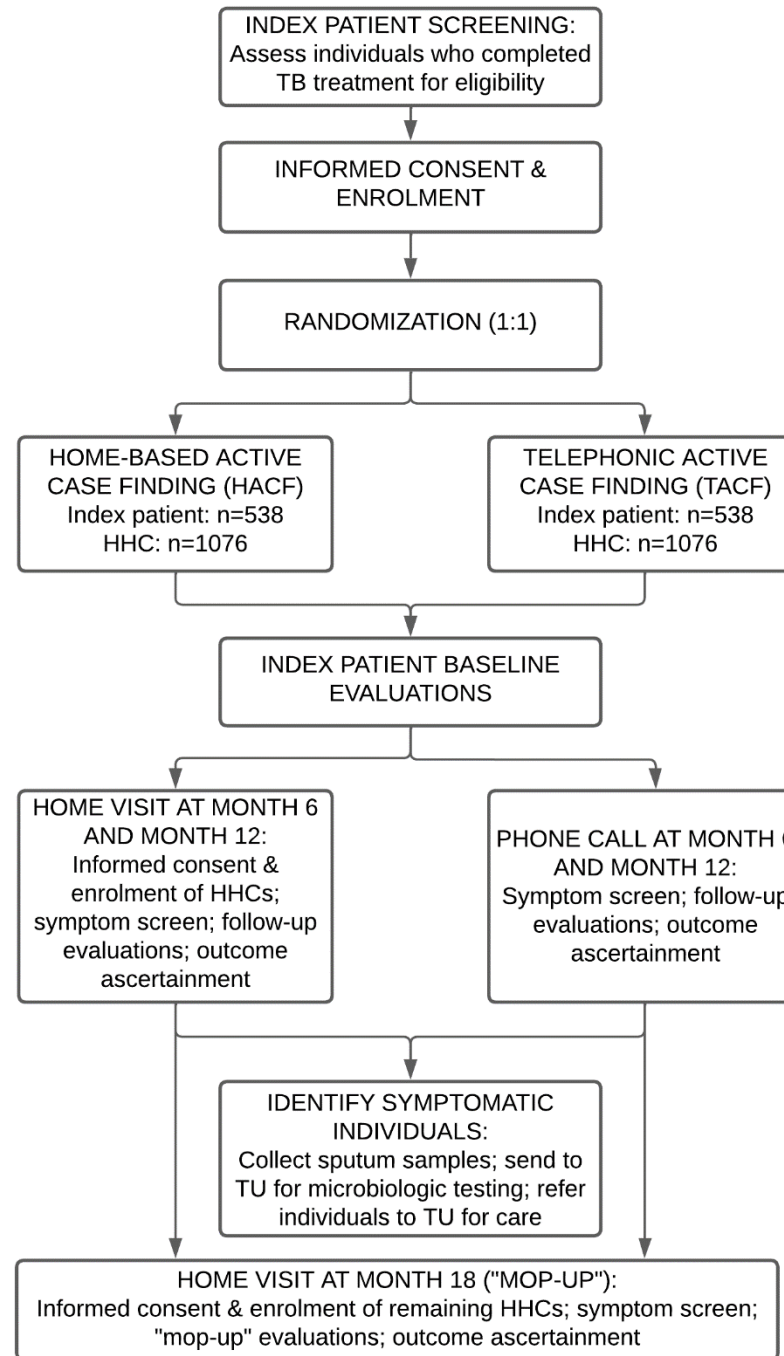 INDEX PATIENT SCREENING:
Assess individuals who completed
TB treatment for eligibility
INFORMED CONSENT &
ENROLMENT
RANDOMIZATION (1:1)
HOME-BASED ACTIVE
CASE FINDING (HACF)
Index patient: n=538
HHC: n=1076
TELEPHONIC ACTIVE
CASE FINDING (TACF)
Index patient: n=538
HHC: n=1076
INDEX PATIENT BASELINE
EVALUATIONS
HOME VISIT AT MONTH 6
AND MONTH 12:
Informed consent &
enrolment of HHCs;
symptom screen; follow-up
evaluations; outcome
ascertainment
PHONE CALL AT MONTH
AND MONTH 12:
Symptom screen; follow-up
evaluations; outcome
ascertainment
IDENTIFY SYMPTOMATIC
INDIVIDUALS:
Collect sputum samples; send to
TU for microbiologic testing; refer
individuals to TU for care
HOME VISIT AT MONTH 18 ("MOP-UP"):
Informed consent & enrolment of remaining HHCs; symptom screen;
"mop-up" evaluations; outcome ascertainment